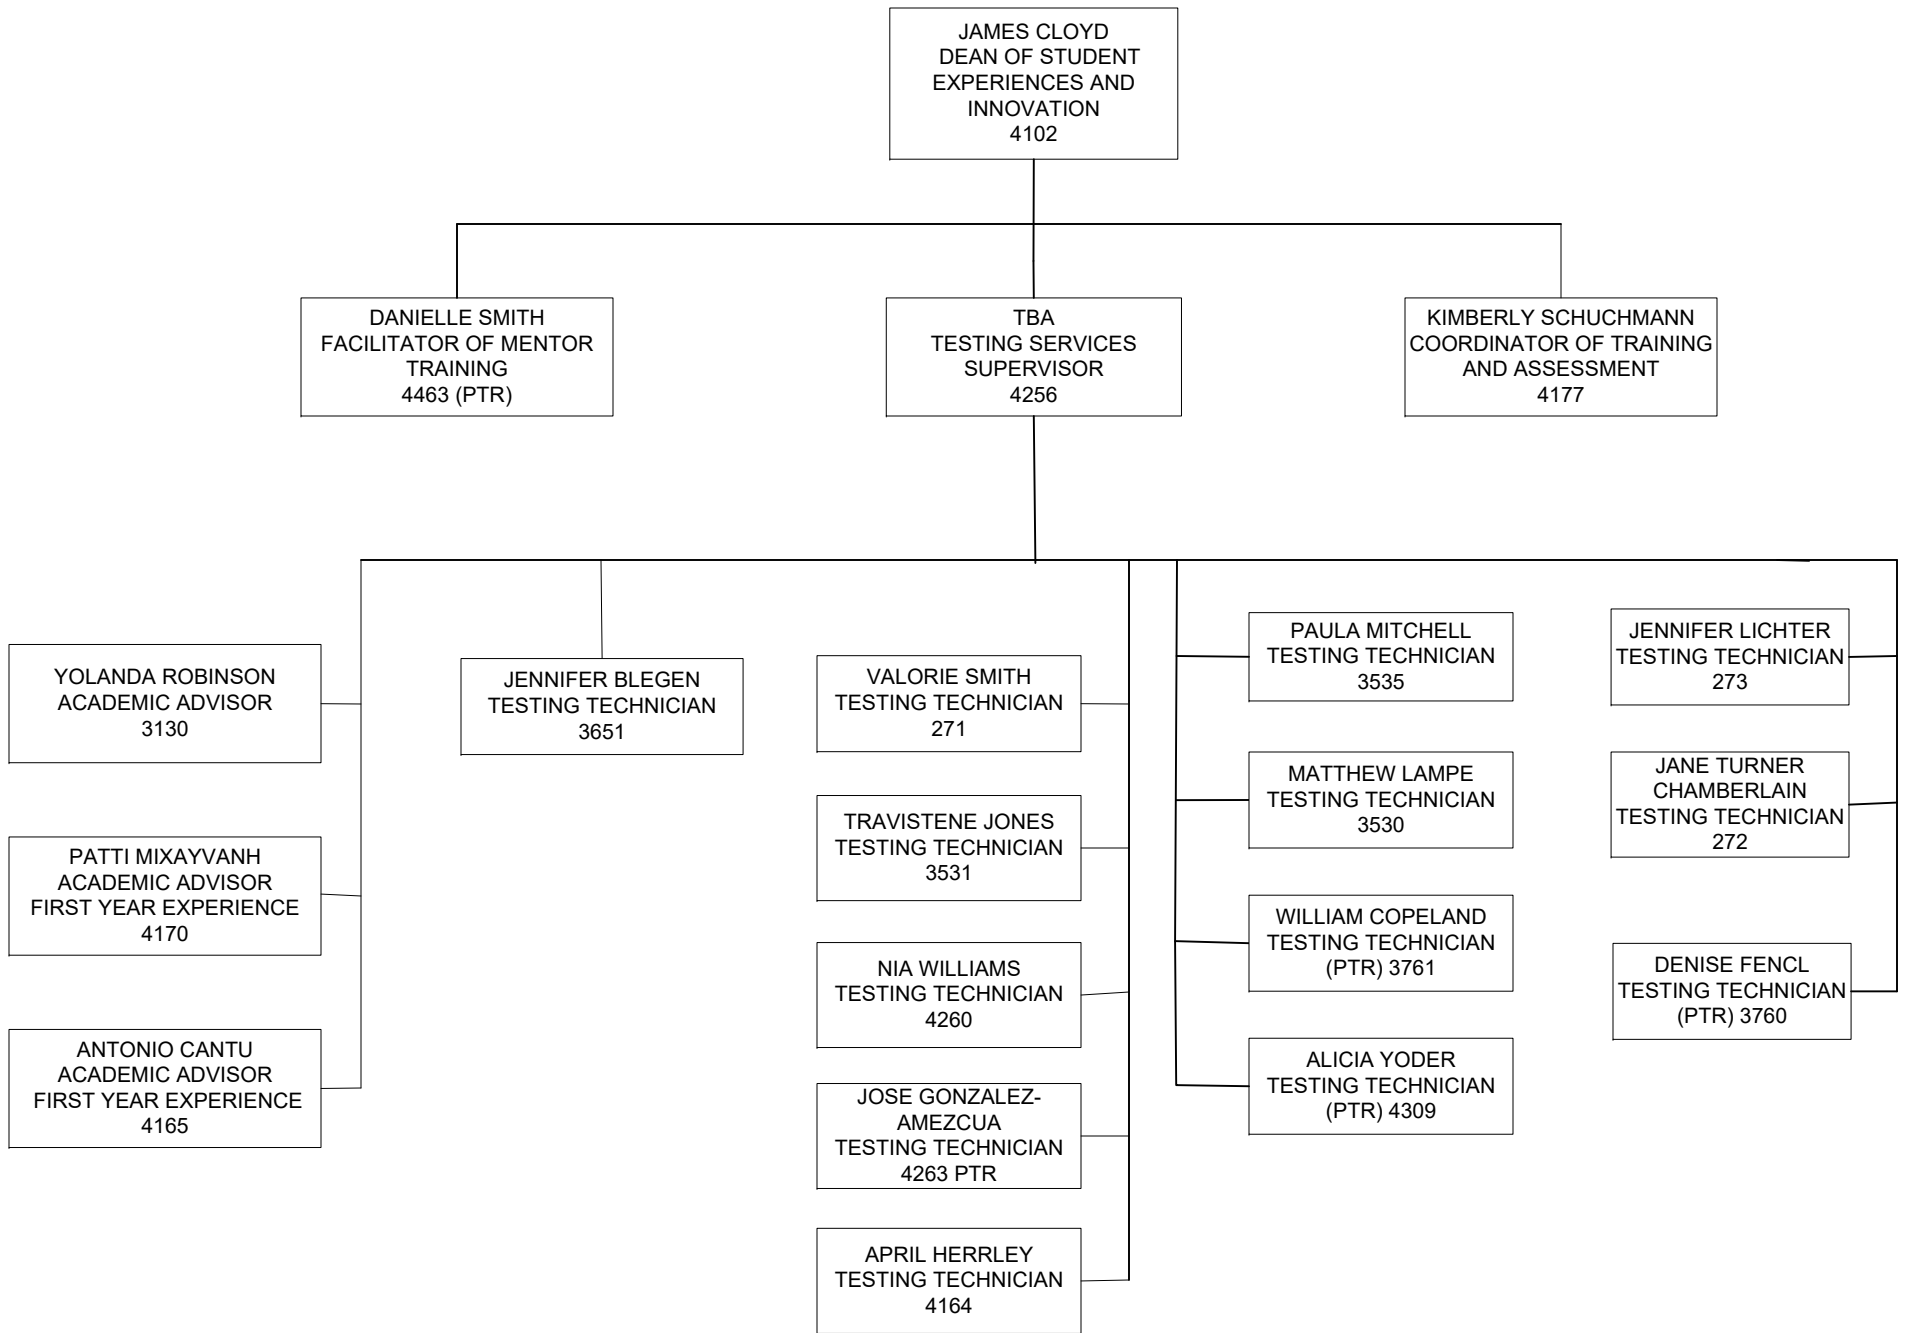 JAMES CLOYD
DEAN OF STUDENT
EXPERIENCES AND
INNOVATION
4102
DANIELLE SMITH
FACILITATOR OF MENTOR
TRAINING
4463 (PTR)
TBA
TESTING SERVICES
SUPERVISOR
4256
KIMBERLY SCHUCHMANN
COORDINATOR OF TRAINING
AND ASSESSMENT
4177
YOLANDA ROBINSON
ACADEMIC ADVISOR
3130
PATTI MIXAYVANH
ACADEMIC ADVISOR
FIRST YEAR EXPERIENCE
4170
ANTONIO CANTU
ACADEMIC ADVISOR
FIRST YEAR EXPERIENCE
4165
JENNIFER BLEGEN
TESTING TECHNICIAN
3651
VALORIE SMITH
TESTING TECHNICIAN
271
TRAVISTENE JONES
TESTING TECHNICIAN
3531
NIA WILLIAMS
TESTING TECHNICIAN
4260
JOSE GONZALEZ-
AMEZCUA
TESTING TECHNICIAN
4263 PTR
APRIL HERRLEY
TESTING TECHNICIAN
4164
PAULA MITCHELL
TESTING TECHNICIAN
3535
MATTHEW LAMPE
TESTING TECHNICIAN
3530
WILLIAM COPELAND
TESTING TECHNICIAN
(PTR) 3761
ALICIA YODER
TESTING TECHNICIAN
(PTR) 4309
JENNIFER LICHTER
TESTING TECHNICIAN
273
JANE TURNER
CHAMBERLAIN
TESTING TECHNICIAN
272
DENISE FENCL
TESTING TECHNICIAN
(PTR) 3760